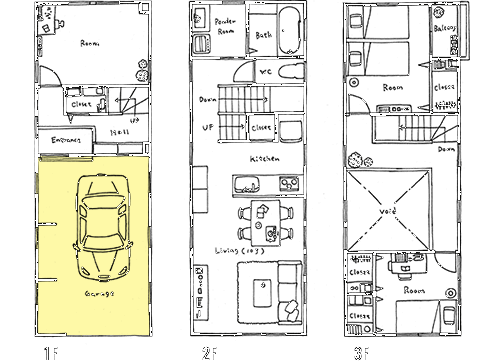 Room
Closet
UP
Hall
Entrance
Garage
1F
Powder
Room
Bath
WC
Down
UP
Closet
Kitchen
Living
2F
Balcony
Room
Closet
Down
Void
Closet
Room
Closet
3F